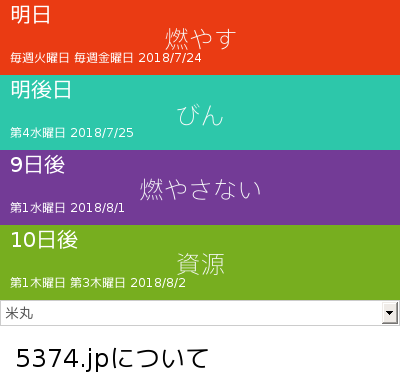 明日
燃やす
毎週火曜日 毎週金曜日 2018/7/24
明後日
びん
第4水曜日 2018/7/25
9日後
燃やさない
第1水曜日 2018/8/1
10日後
資源
第1木曜日 第3木曜日 2018/8/2
米丸
5374.jpについて